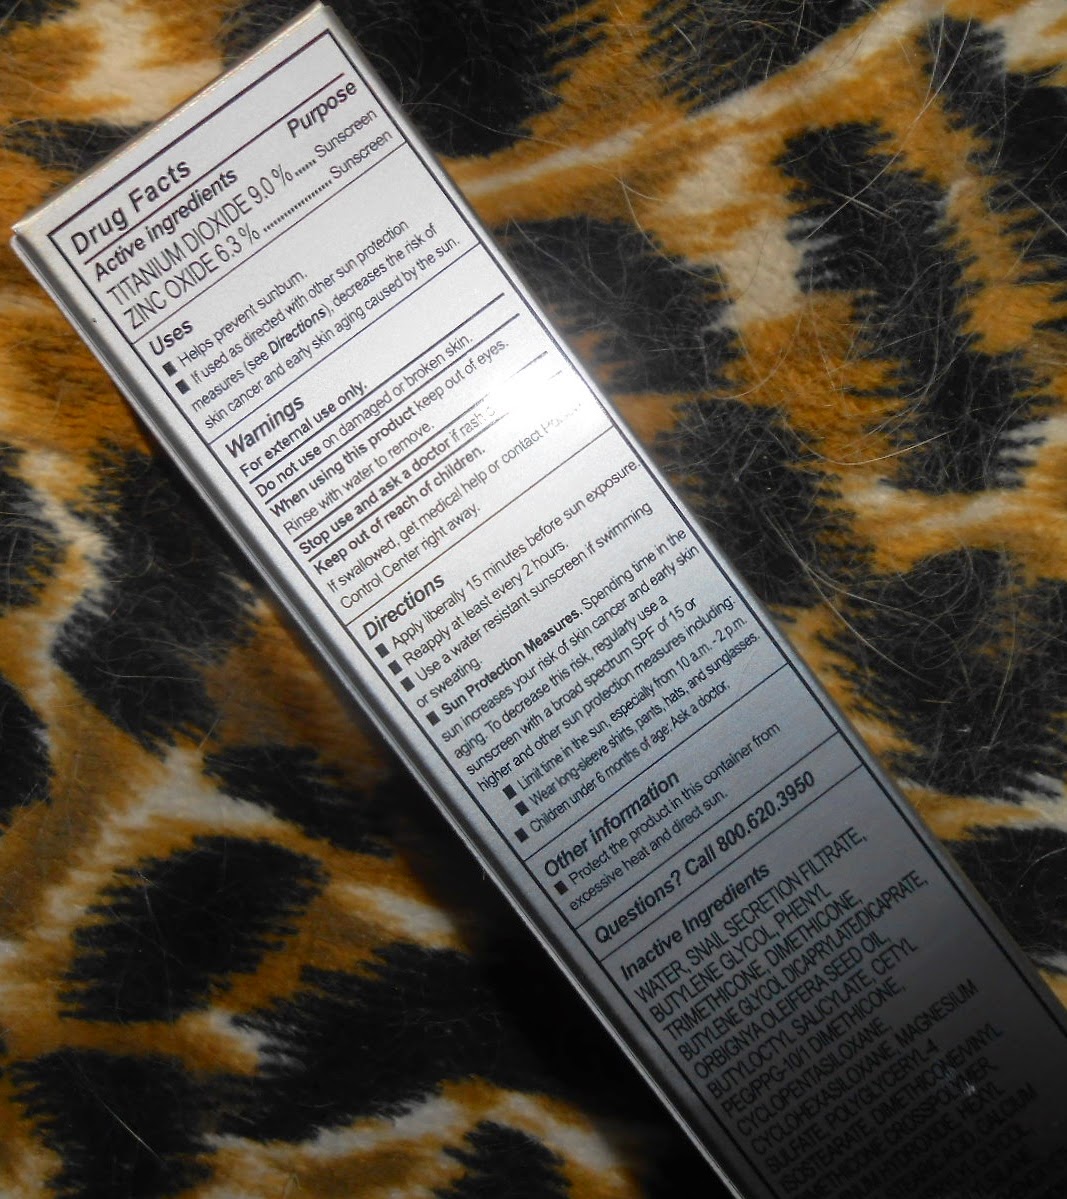 Drug Facts
Active ingredients Purpose
TITANIUM DIOXIDE 9.0 % ...... Sunscreen
ZINC OXIDE 6.3 % .................... Sunscreen
Uses
■ Helps prevent sunburn.
■ If used as directed with other sun protection
measures (see Directions), decreases the risk of
skin cancer and early skin aging caused by the sun.
Warnings
For external use only.
Do not use on damaged or broken skin.
When using this product keep out of eyes.
Rinse with water to remove.
Stop use and ask a doctor if rash
Keep out of reach of children.
If swallowed, get medical help or contact
Control Center right away.
Directions
■ Apply liberally 15 minutes before sun exposure.
■ Reapply at least every 2 hours.
■ Use a water resistant sunscreen if swimming
or sweating.
■ Sun Protection Measures. Spending time in the
sun increases your risk of skin cancer and early skin
aging. To decrease this risk, regularly use a
sunscreen with a broad spectrum SPF of 15 or
higher and other sun protection measures including:
■ Limit time in the sun, especially from 10 a.m. - 2 p.m.
■ Wear long-sleeve shirts, pants, hats, and sunglasses.
■ Children under 6 months of age: Ask a doctor.
Other information
■ Protect the product in this container from
excessive heat and direct sun.
Questions? Call 800.620.3950
Inactive Ingredients
WATER, SNAIL SECRETION FILTRATE,
BUTYLENE GLYCOL, PHENYL
TRIMETHICONE, DIMETHICONE,
BUTYLENE GLYCOL DICAPRYLATE/DICAPRATE,
ORBIGNYA OLEIFERA SEED OIL,
BUTYLOCTYL SALICYLATE, CETYL
PEG/PPG-10/1 DIMETHICONE,
CYCLOPENTASILOXANE,
CYCLOHEXASILOXANE, MAGNESIUM
SULFATE, POLYGLYCERYL-4
ISOSTEARATE, DIMETHICONE/VINYL
DIMETHICONE CROSSPOLYMER,
HYDROXIDE, HEXYL
ACID, CALCIUM
GLYCOL